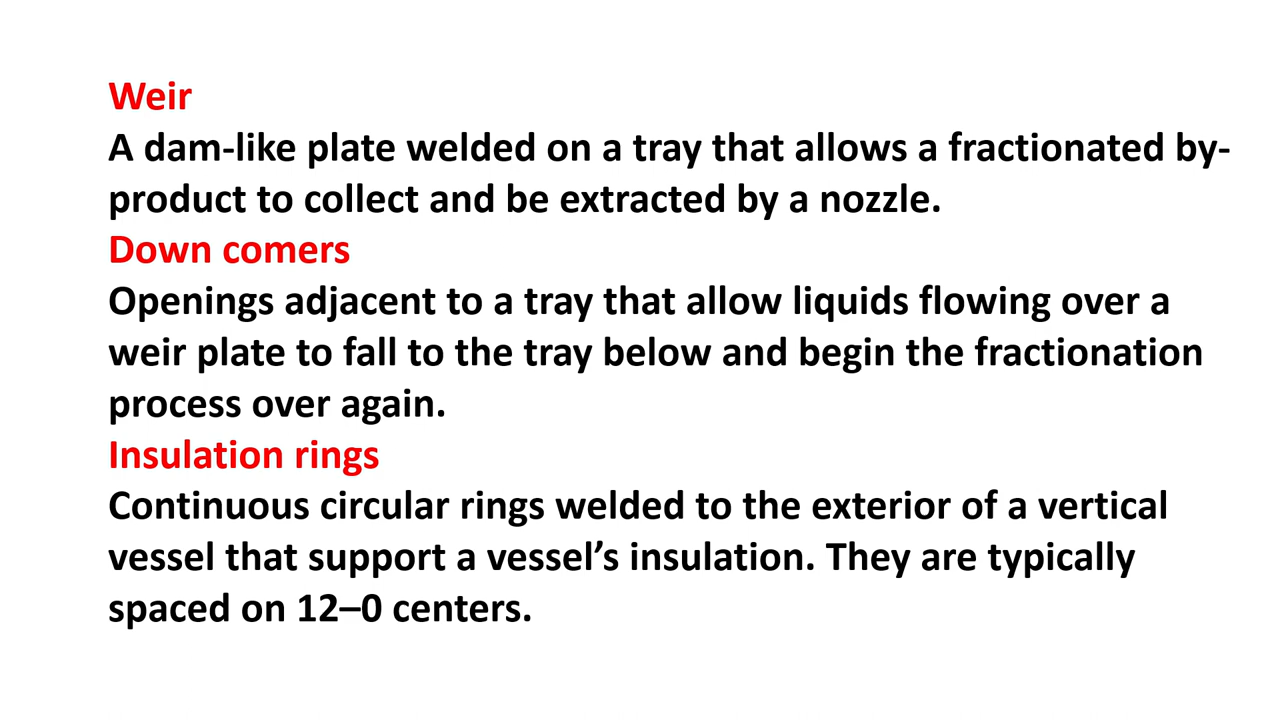 Weir
A dam-like plate welded on a tray that allows a fractionated by-
product to collect and be extracted by a nozzle.
Down comers
Openings adjacent to a tray that allow liquids flowing over a
weir plate to fall to the tray below and begin the fractionation
process over again.
Insulation rings
Continuous circular rings welded to the exterior of a vertical
vessel that support a vessel’s insulation. They are typically
spaced on 12–0 centers.